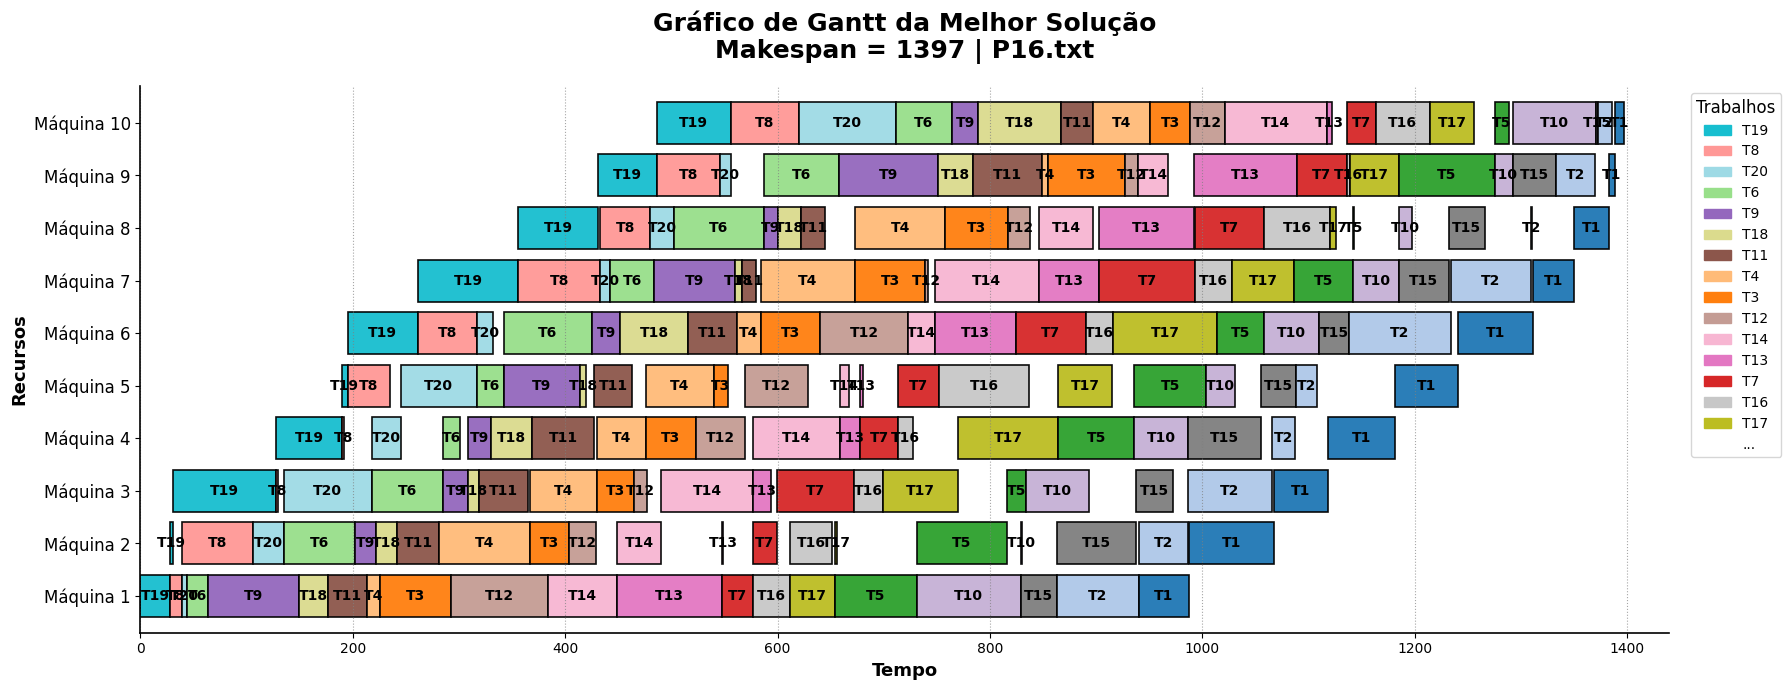 Gráfico de Gantt da Melhor Solução
Makespan = 1397 | P16.txt
Máquina 10 T19 T8 T20 T6 T9 T18 T11 T4 T3 T12 T14 T13 T7 T16 T17 T5 T10 T15 T2 T1
Máquina 9 T19 T8 T20 T6 T9 T18 T11 T4 T3 T12 T14 T13 T7 T16 T17 T5 T10 T15 T2 T1
Máquina 8 T19 T8 T20 T6 T9 T18 T11 T4 T3 T12 T14 T13 T7 T16 T17 T5 T10 T15 T2 T1
Máquina 7 T19 T8 T20 T6 T9 T18 T11 T4 T3 T12 T14 T13 T7 T16 T17 T5 T10 T15 T2 T1
Máquina 6 T19 T8 T20 T6 T9 T18 T11 T4 T3 T12 T14 T13 T7 T16 T17 T5 T10 T15 T2 T1
Máquina 5 T19 T8 T20 T6 T9 T18 T11 T4 T3 T12 T14 T13 T7 T16 T17 T5 T10 T15 T2 T1
Máquina 4 T19 T8 T20 T6 T9 T18 T11 T4 T3 T12 T14 T13 T7 T16 T17 T5 T10 T15 T2 T1
Máquina 3 T19 T8 T20 T6 T9 T18 T11 T4 T3 T12 T14 T13 T7 T16 T17 T5 T10 T15 T2 T1
Máquina 2 T19 T8 T20 T6 T9 T18 T11 T4 T3 T12 T14 T13 T7 T16 T17 T5 T10 T15 T2 T1
Máquina 1 T19 T8 T20 T6 T9 T18 T11 T4 T3 T12 T14 T13 T7 T16 T17 T5 T10 T15 T2 T1
Recursos
0 200 400 600 800 1000 1200 1400
Tempo
Trabalhos
T19
T8
T20
T6
T9
T18
T11
T4
T3
T12
T14
T13
T7
T16
T17
...